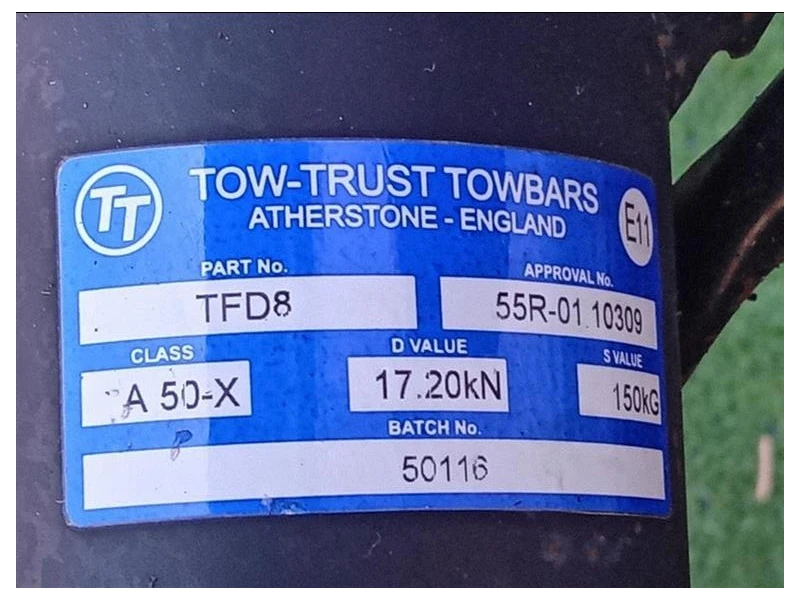 TT TOW-TRUST TOWBARS
ATHERSTONE - ENGLAND
E11
PART No. APPROVAL No.
TFD8 55R-01 10309
CLASS D VALUE S VALUE
A 50-X 17.20kN 150kG
BATCH No.
50116